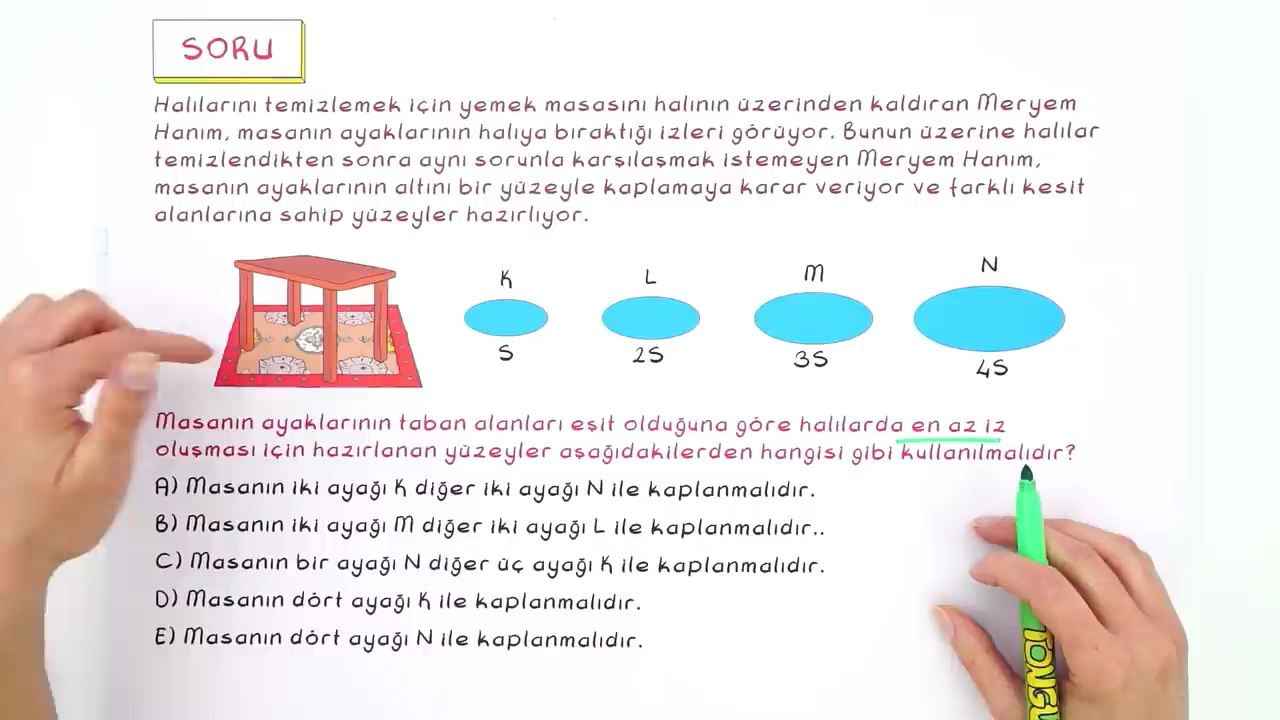 SORU
Halılarını temizlemek için yemek masasını halının üzerinden kaldıran Meryem
Hanım, masanın ayaklarının halıya bıraktığı izleri görüyor. Bunun üzerine halılar
temizlendikten sonra aynı sorunla karşılaşmak istemeyen Meryem Hanım,
masanın ayaklarının altını bir yüzeyle kaplamaya karar veriyor ve farklı kesit
alanlarına sahip yüzeyler hazırlıyor.
K L M N
S 2S 3S 4S
Masanın ayaklarının taban alanları eşit olduğuna göre halılarda en az iz
oluşması için hazırlanan yüzeyler aşağıdakilerden hangisi gibi kullanılmalıdır?
A) Masanın iki ayağı K diğer iki ayağı N ile kaplanmalıdır.
B) Masanın iki ayağı M diğer iki ayağı L ile kaplanmalıdır..
C) Masanın bir ayağı N diğer üç ayağı K ile kaplanmalıdır.
D) Masanın dört ayağı K ile kaplanmalıdır.
E) Masanın dört ayağı N ile kaplanmalıdır.